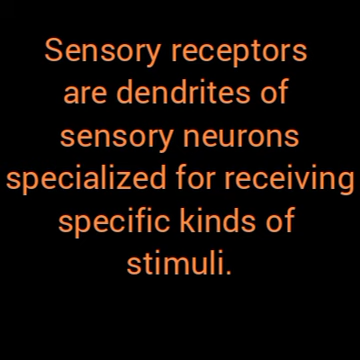 Sensory receptors
are dendrites of
sensory neurons
specialized for receiving
specific kinds of
stimuli.